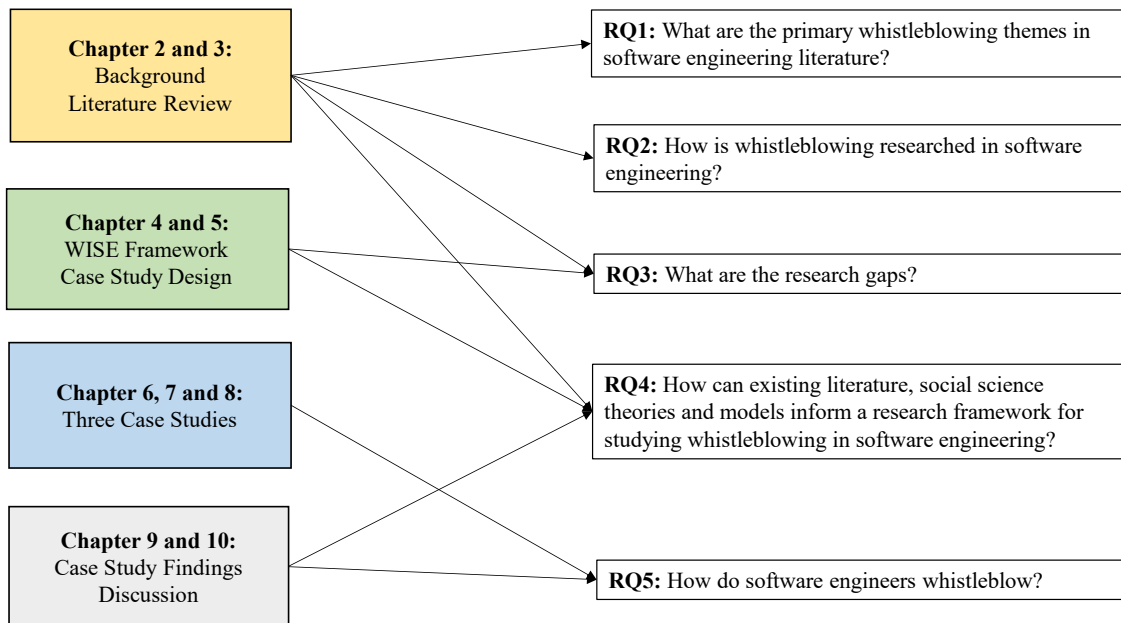 Chapter 2 and 3:
Background
Literature Review
Chapter 4 and 5:
WISE Framework
Case Study Design
Chapter 6, 7 and 8:
Three Case Studies
Chapter 9 and 10:
Case Study Findings
Discussion
RQ1: What are the primary whistleblowing themes in
software engineering literature?
RQ2: How is whistleblowing researched in software
engineering?
RQ3: What are the research gaps?
RQ4: How can existing literature, social science
theories and models inform a research framework for
studying whistleblowing in software engineering?
RQ5: How do software engineers whistleblow?